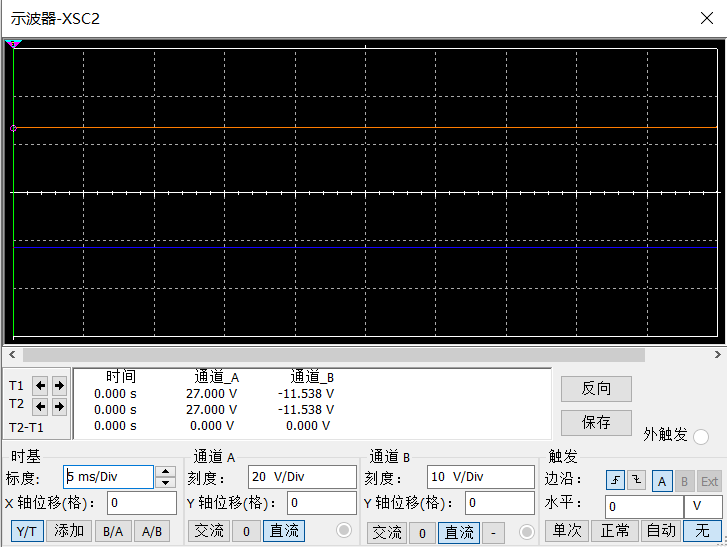 示波器-XSC2
时间 通道_A 通道_B
T1 0.000 s 27.000 V -11.538 V
T2 0.000 s 27.000 V -11.538 V
T2-T1 0.000 s 0.000 V 0.000 V
反向
保存
外触发
时基 通道 A 通道 B 触发
标度: 5 ms/Div 刻度: 20 V/Div 刻度: 10 V/Div 边沿: A B Ext
X 轴位移(格): 0 Y 轴位移(格): 0 Y 轴位移(格): 0 水平: 0 V
Y/T 添加 B/A A/B 交流 0 直流 交流 0 直流 - 单次 正常 自动 无